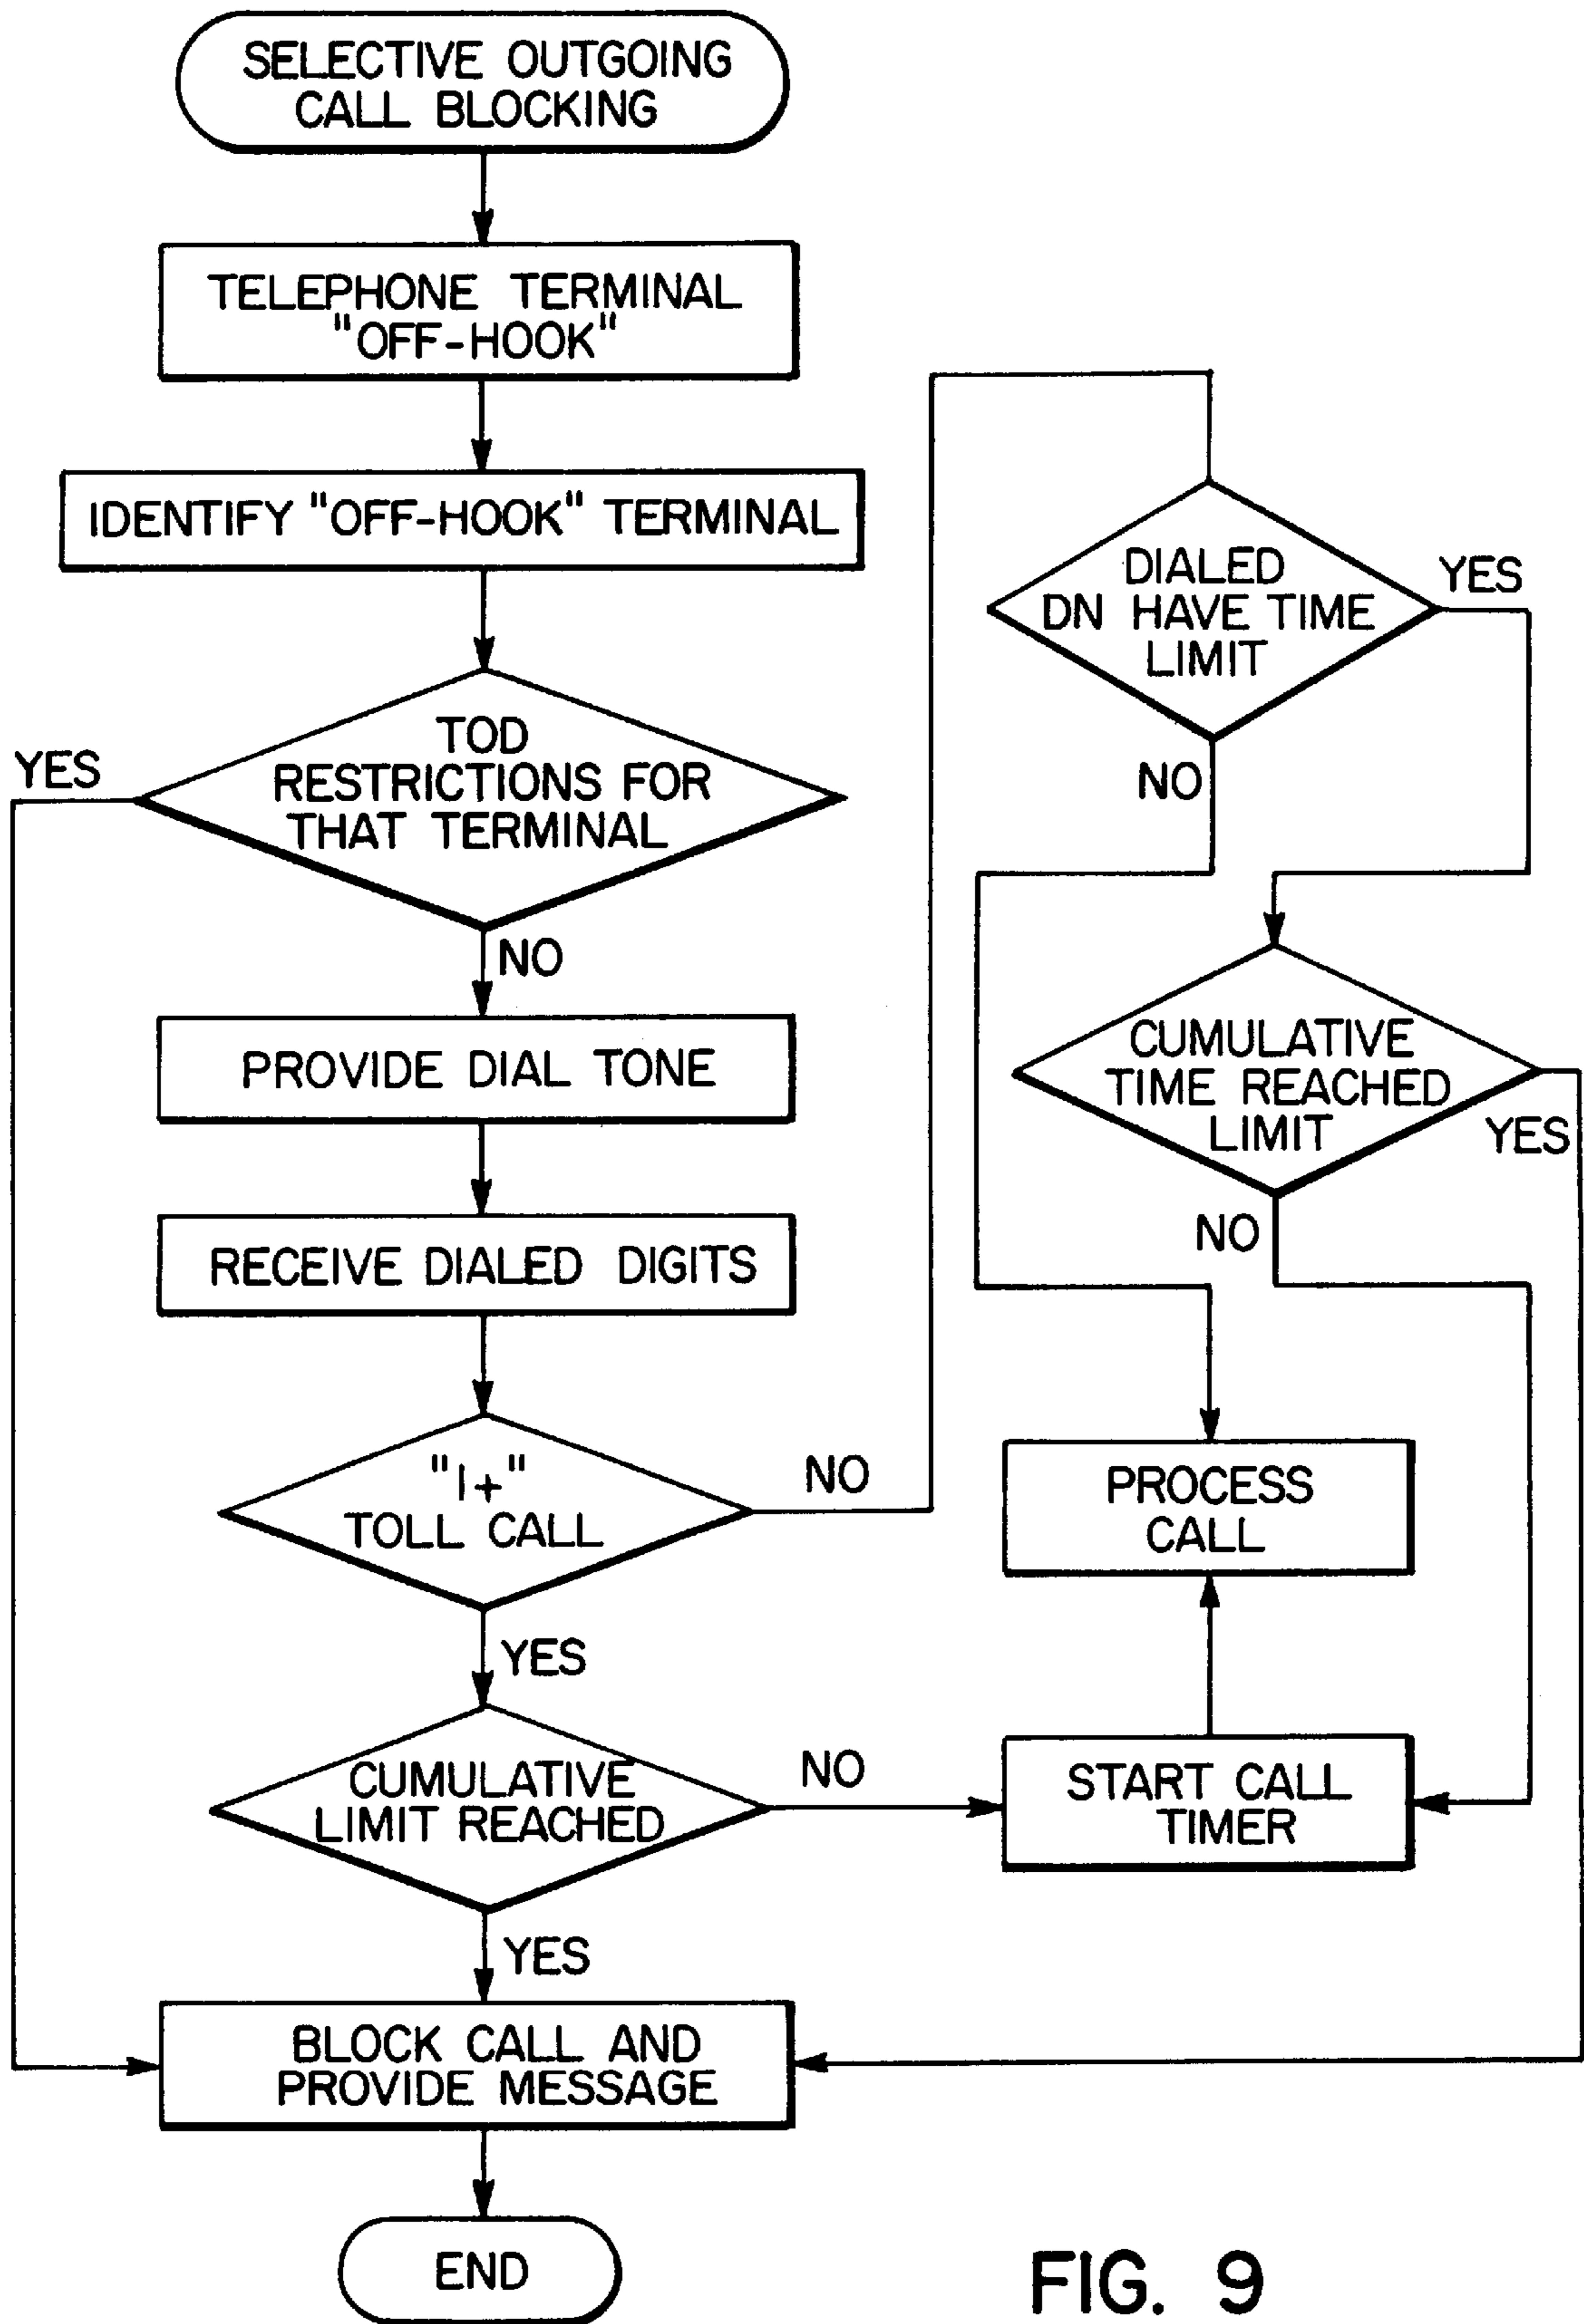 SELECTIVE OUTGOING
CALL BLOCKING
TELEPHONE TERMINAL
"OFF-HOOK"
IDENTIFY "OFF-HOOK" TERMINAL
TOD
RESTRICTIONS FOR
THAT TERMINAL
YES
NO
PROVIDE DIAL TONE
RECEIVE DIALED DIGITS
"1+"
TOLL CALL
NO
YES
CUMULATIVE
LIMIT REACHED
NO
YES
BLOCK CALL AND
PROVIDE MESSAGE
END
DIALED
DN HAVE TIME
LIMIT
YES
NO
CUMULATIVE
TIME REACHED
LIMIT
YES
NO
PROCESS
CALL
START CALL
TIMER
FIG. 9